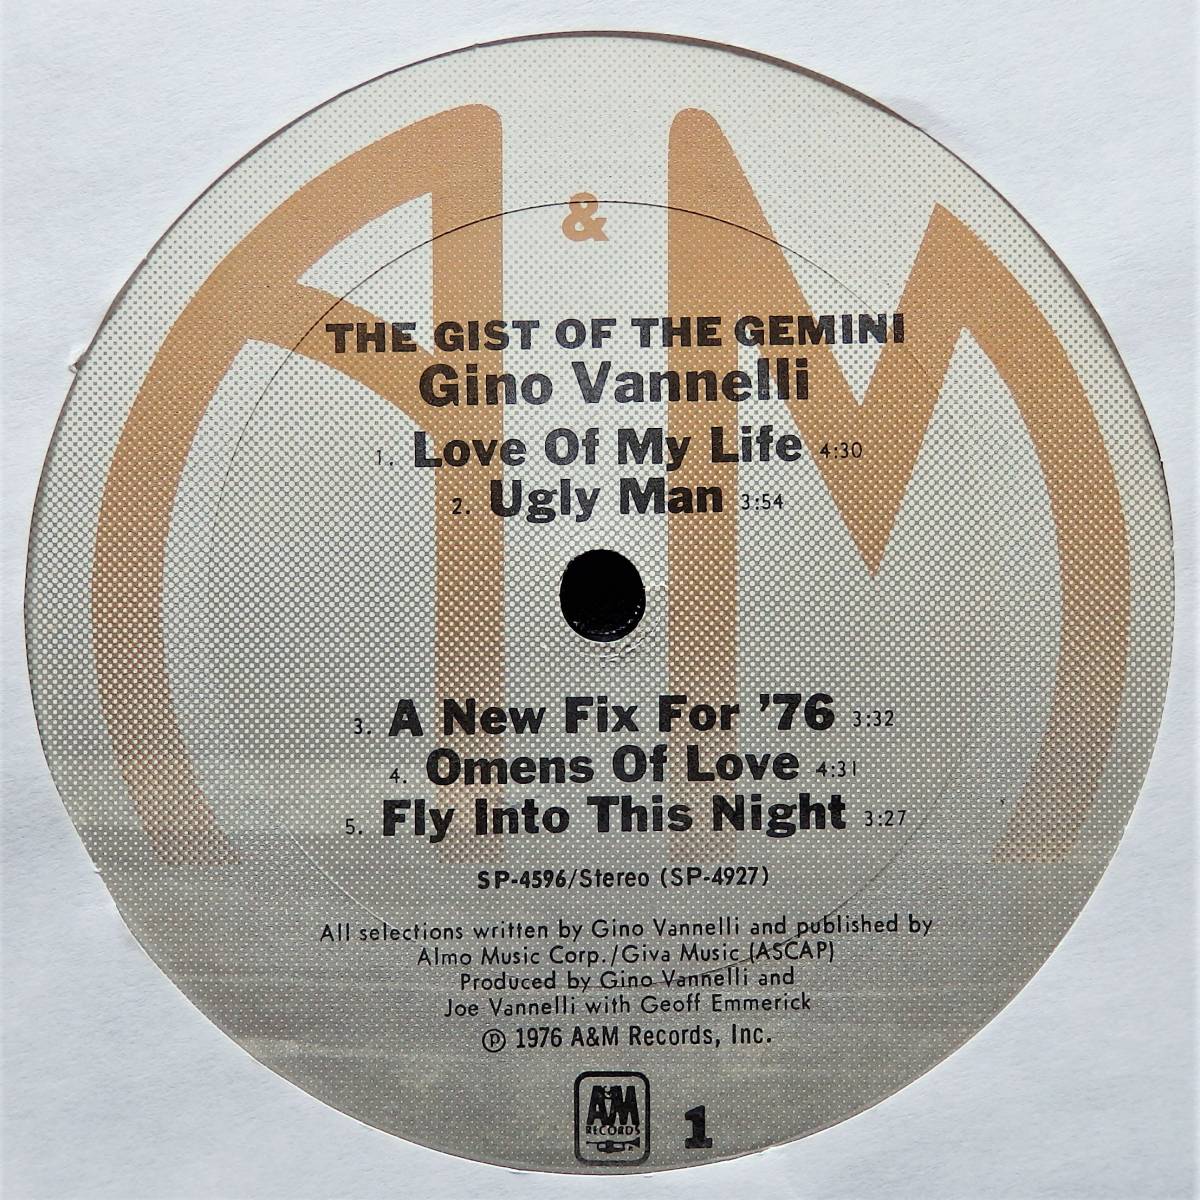 A & M
THE GIST OF THE GEMINI
Gino Vannelli
1. Love Of My Life 4:30
2. Ugly Man 3:54
3. A New Fix For '76 3:32
4. Omens Of Love 4:31
5. Fly Into This Night 3:27
SP-4596/Stereo (SP-4927)
All selections written by Gino Vannelli and published by
Almo Music Corp./Giva Music (ASCAP)
Produced by Gino Vannelli and
Joe Vannelli with Geoff Emmerick
℗ 1976 A&M Records, Inc.
A&M
RECORDS
1